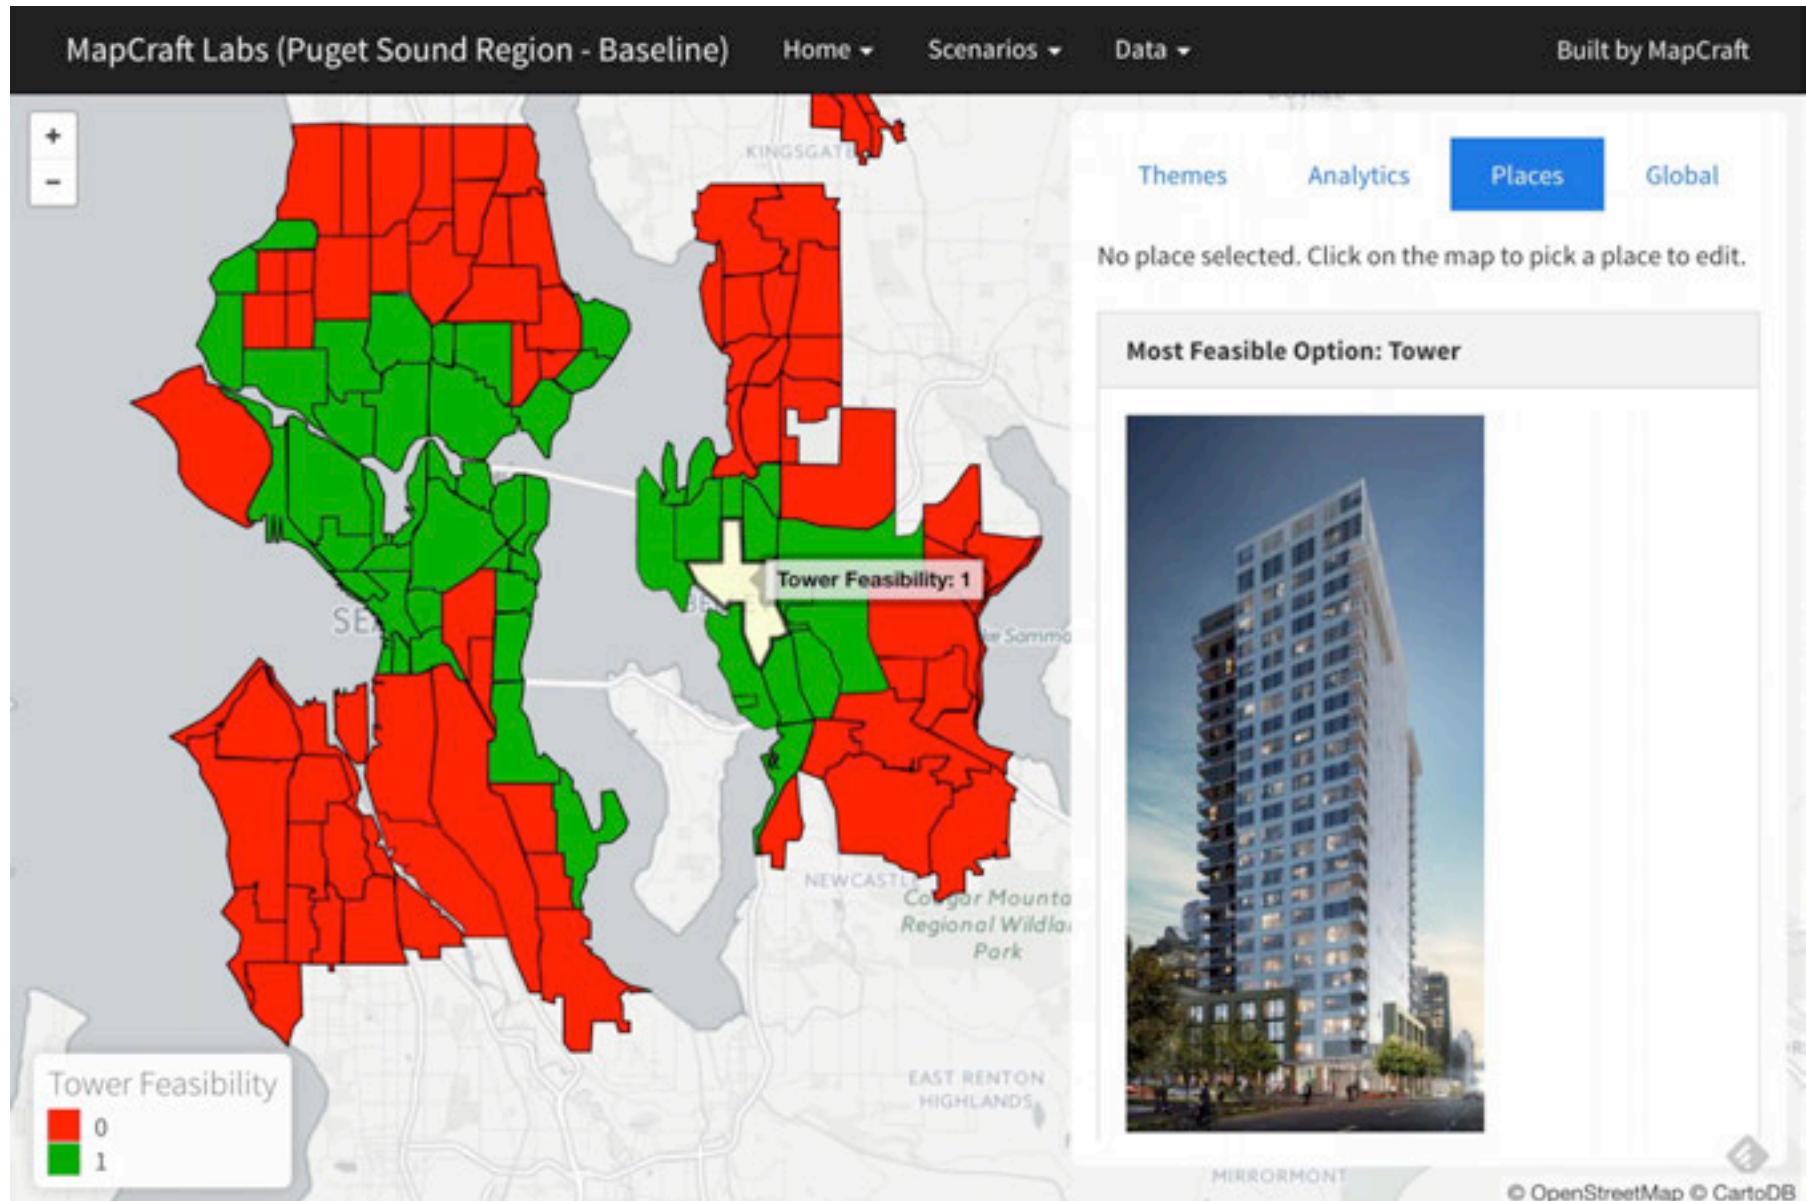 MapCraft Labs (Puget Sound Region - Baseline) Home Scenarios Data Built by MapCraft
+
−
KINGSGATE
Themes Analytics Places Global
No place selected. Click on the map to pick a place to edit.
Most Feasible Option: Tower
Tower Feasibility: 1
NEWCASTLE
Regional Wildla
Park
EAST RENTON
HIGHLANDS
MIRRORMONT
Tower Feasibility
0
1
© OpenStreetMap © CartoDB